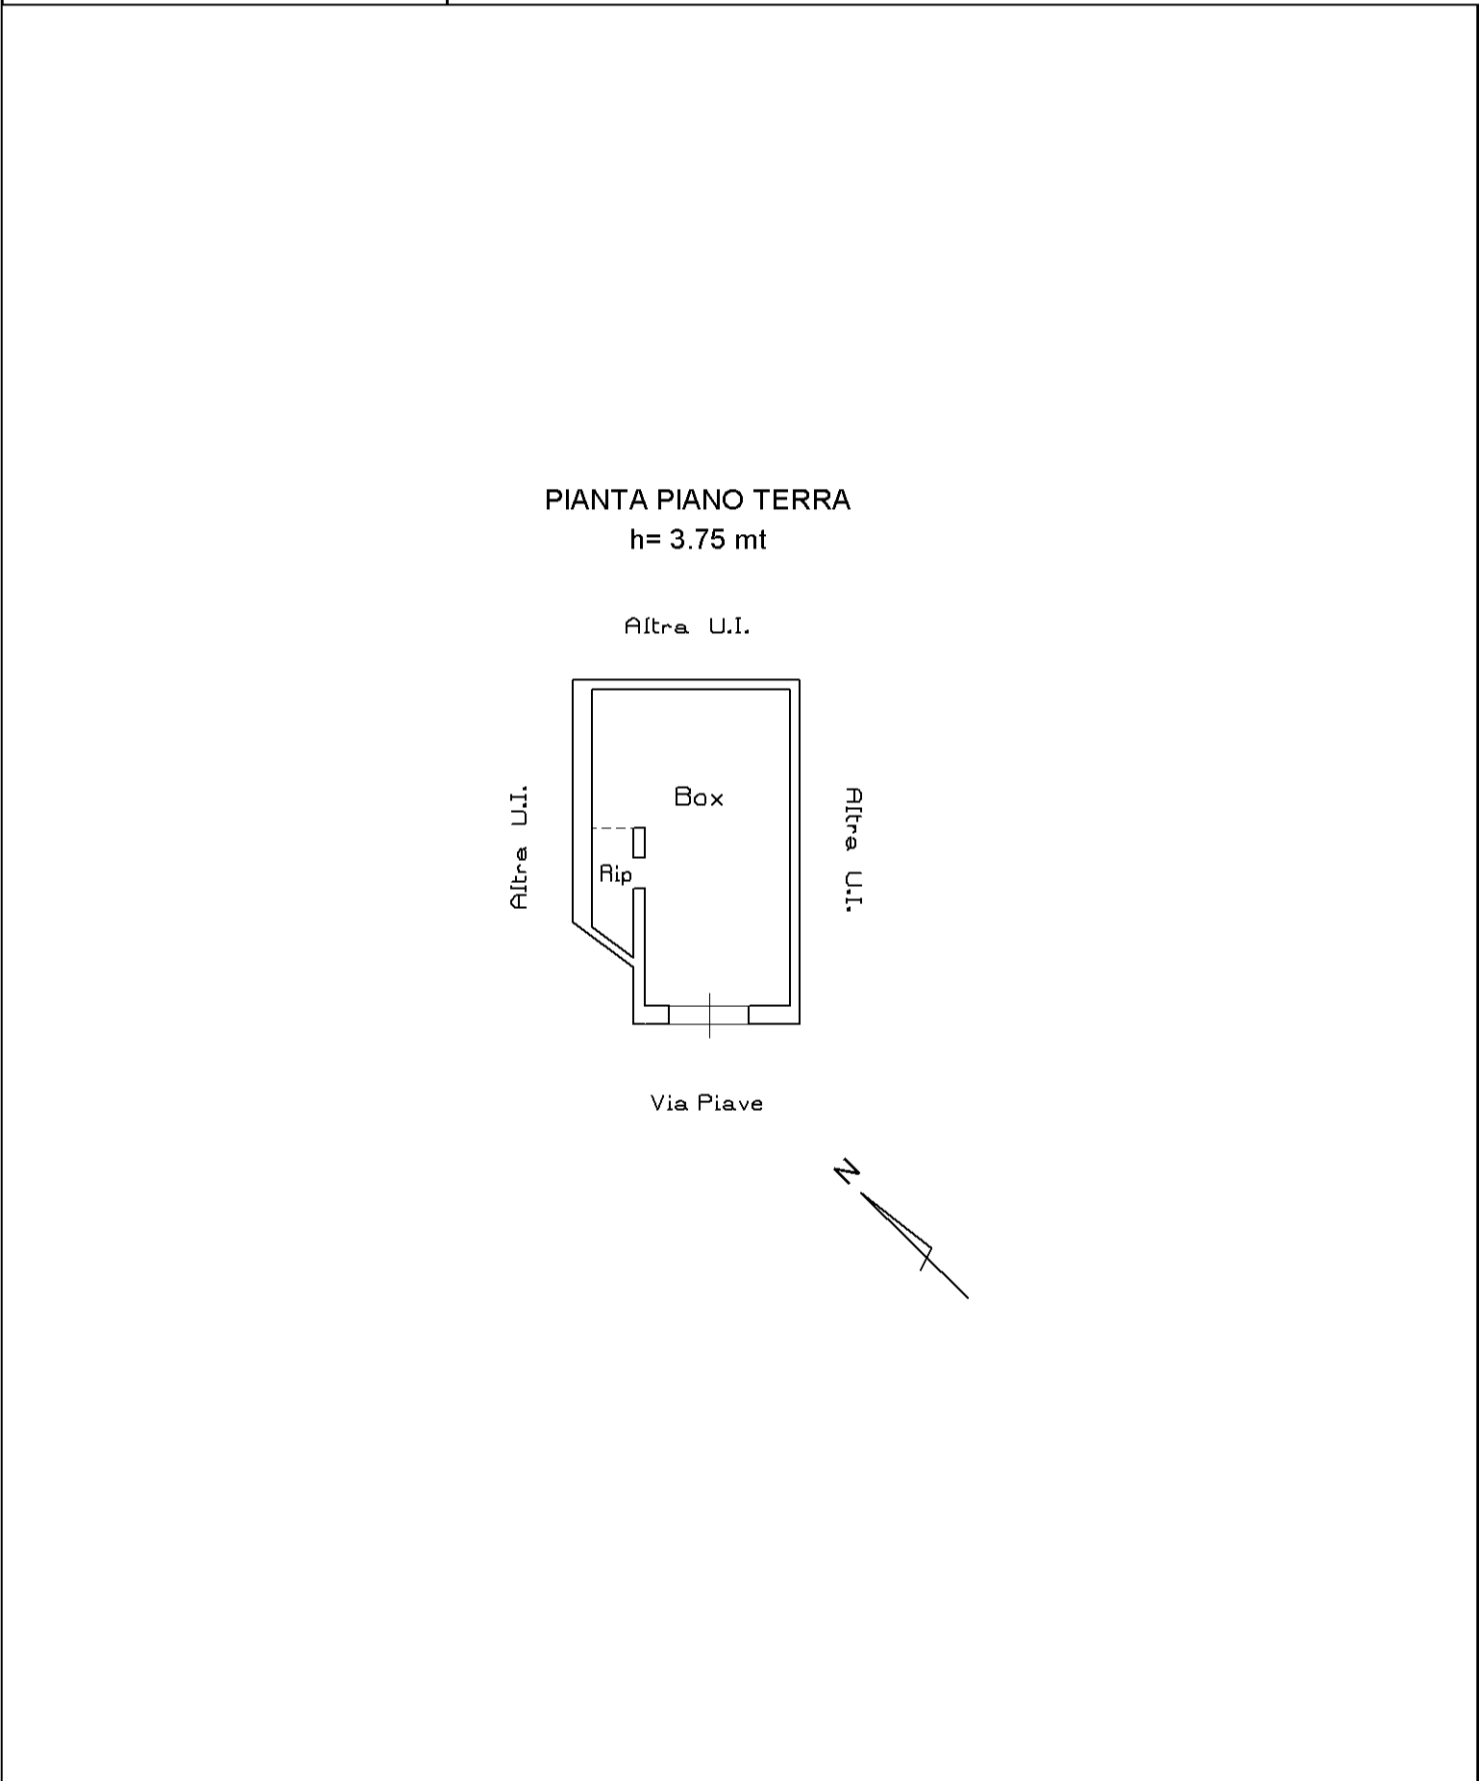 PIANTA PIANO TERRA
h= 3.75 mt
Altra U.I.
Box
Altra U.I.
Altra U.I.
Rip
Via Piave
N